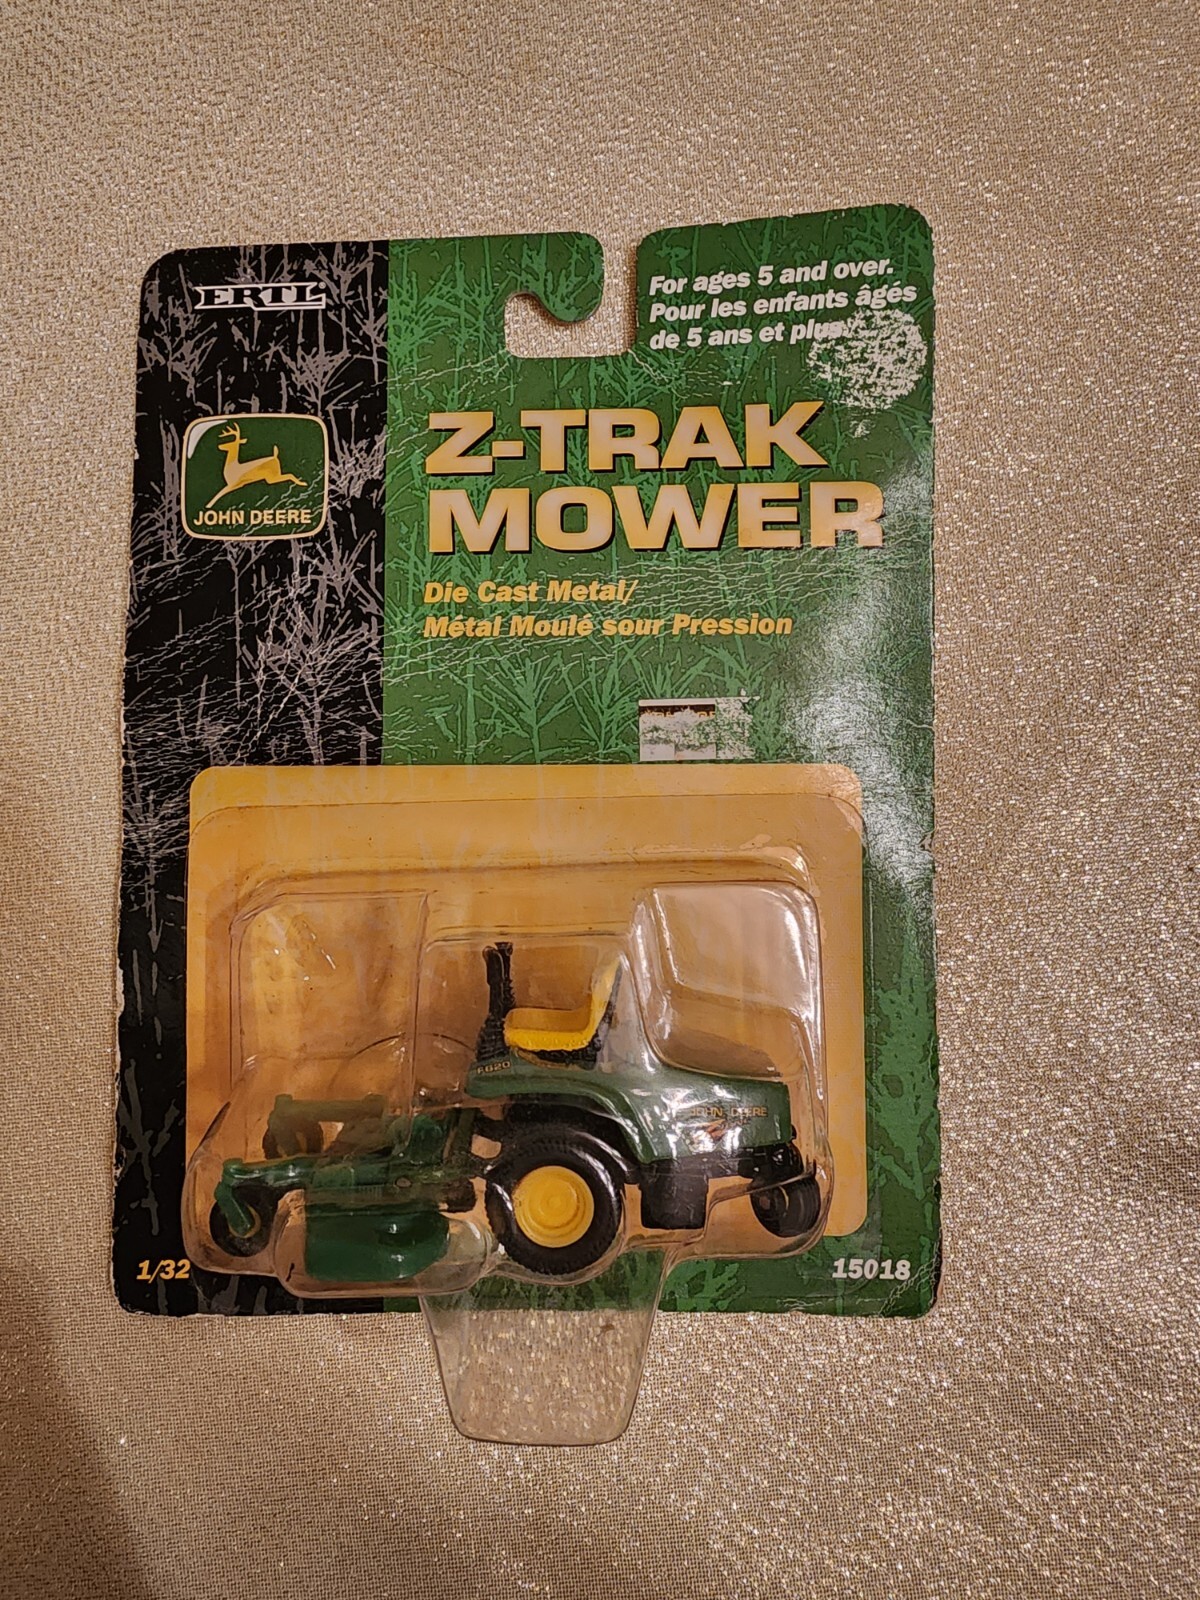 ERTL®
For ages 5 and over.
Pour les enfants âgés
de 5 ans et plus.
JOHN DEERE
Z-TRAK
MOWER
Die Cast Metal/
Métal Moulé sour Pression
F620
JOHN DEERE
1/32
15018